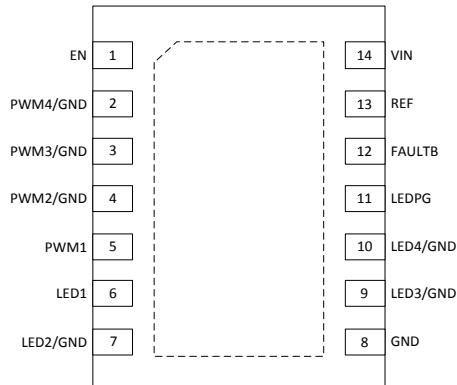 EN 1 14 VIN
PWM4/GND 2 13 REF
PWM3/GND 3 12 FAULTB
PWM2/GND 4 11 LEDPG
PWM1 5 10 LED4/GND
LED1 6 9 LED3/GND
LED2/GND 7 8 GND